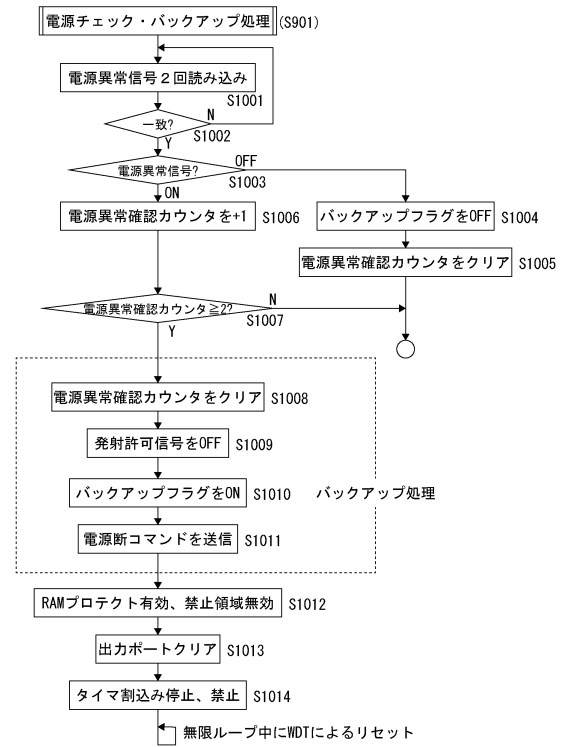 電源チェック・バックアップ処理 (S901)
電源異常信号２回読み込み
S1001
一致?
N
S1002
Y
電源異常信号?
OFF
S1003
ON
電源異常確認カウンタを+1 S1006
バックアップフラグをOFF S1004
電源異常確認カウンタをクリア S1005
電源異常確認カウンタ≧2?
N
S1007
Y
電源異常確認カウンタをクリア S1008
発射許可信号をOFF S1009
バックアップフラグをON S1010
バックアップ処理
電源断コマンドを送信 S1011
RAMプロテクト有効、禁止領域無効 S1012
出力ポートクリア S1013
タイマ割込み停止、禁止 S1014
無限ループ中にWDTによるリセット